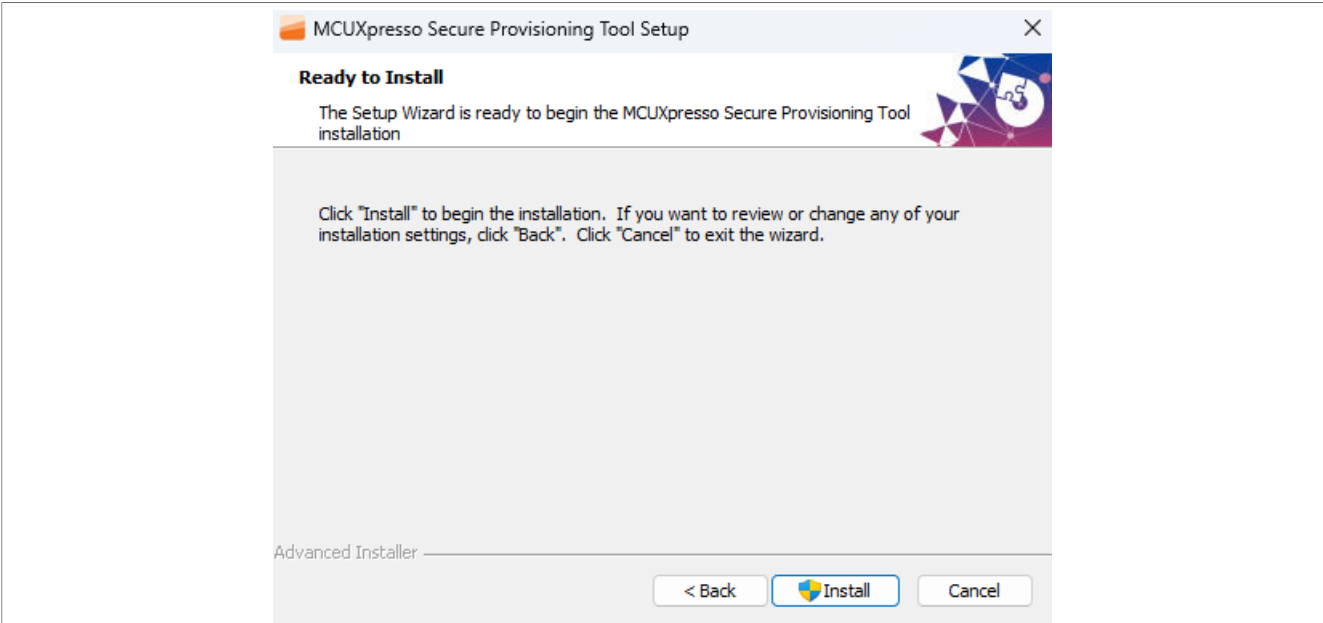 MCUXpresso Secure Provisioning Tool Setup
Ready to Install
The Setup Wizard is ready to begin the MCUXpresso Secure Provisioning Tool
installation
Click "Install" to begin the installation.  If you want to review or change any of your
installation settings, click "Back".  Click "Cancel" to exit the wizard.
Advanced Installer
< Back
Install
Cancel